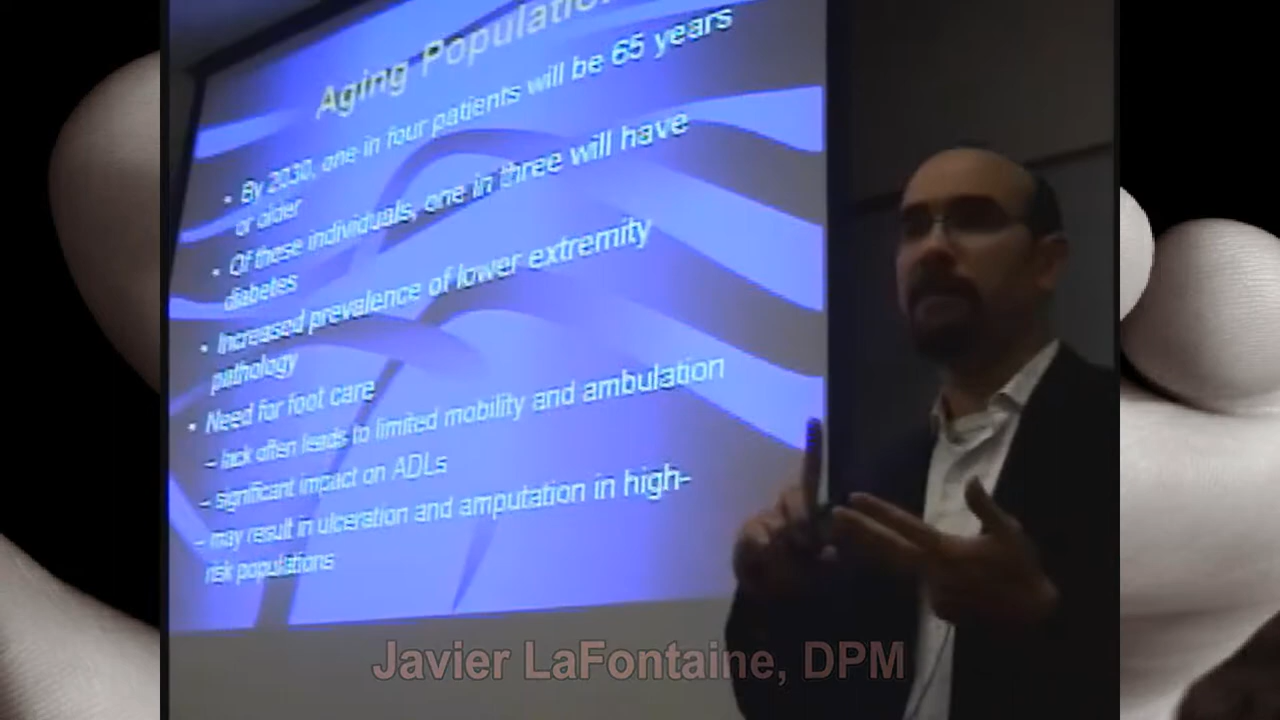 Aging Population
• By 2030, one in four patients will be 65 years
or older
• Of these individuals, one in three will have
diabetes
• Increased prevalence of lower extremity
pathology
• Need for foot care
– lack often leads to limited mobility and ambulation
– significant impact on ADLs
– may result in ulceration and amputation in high-
risk populations
Javier LaFontaine, DPM